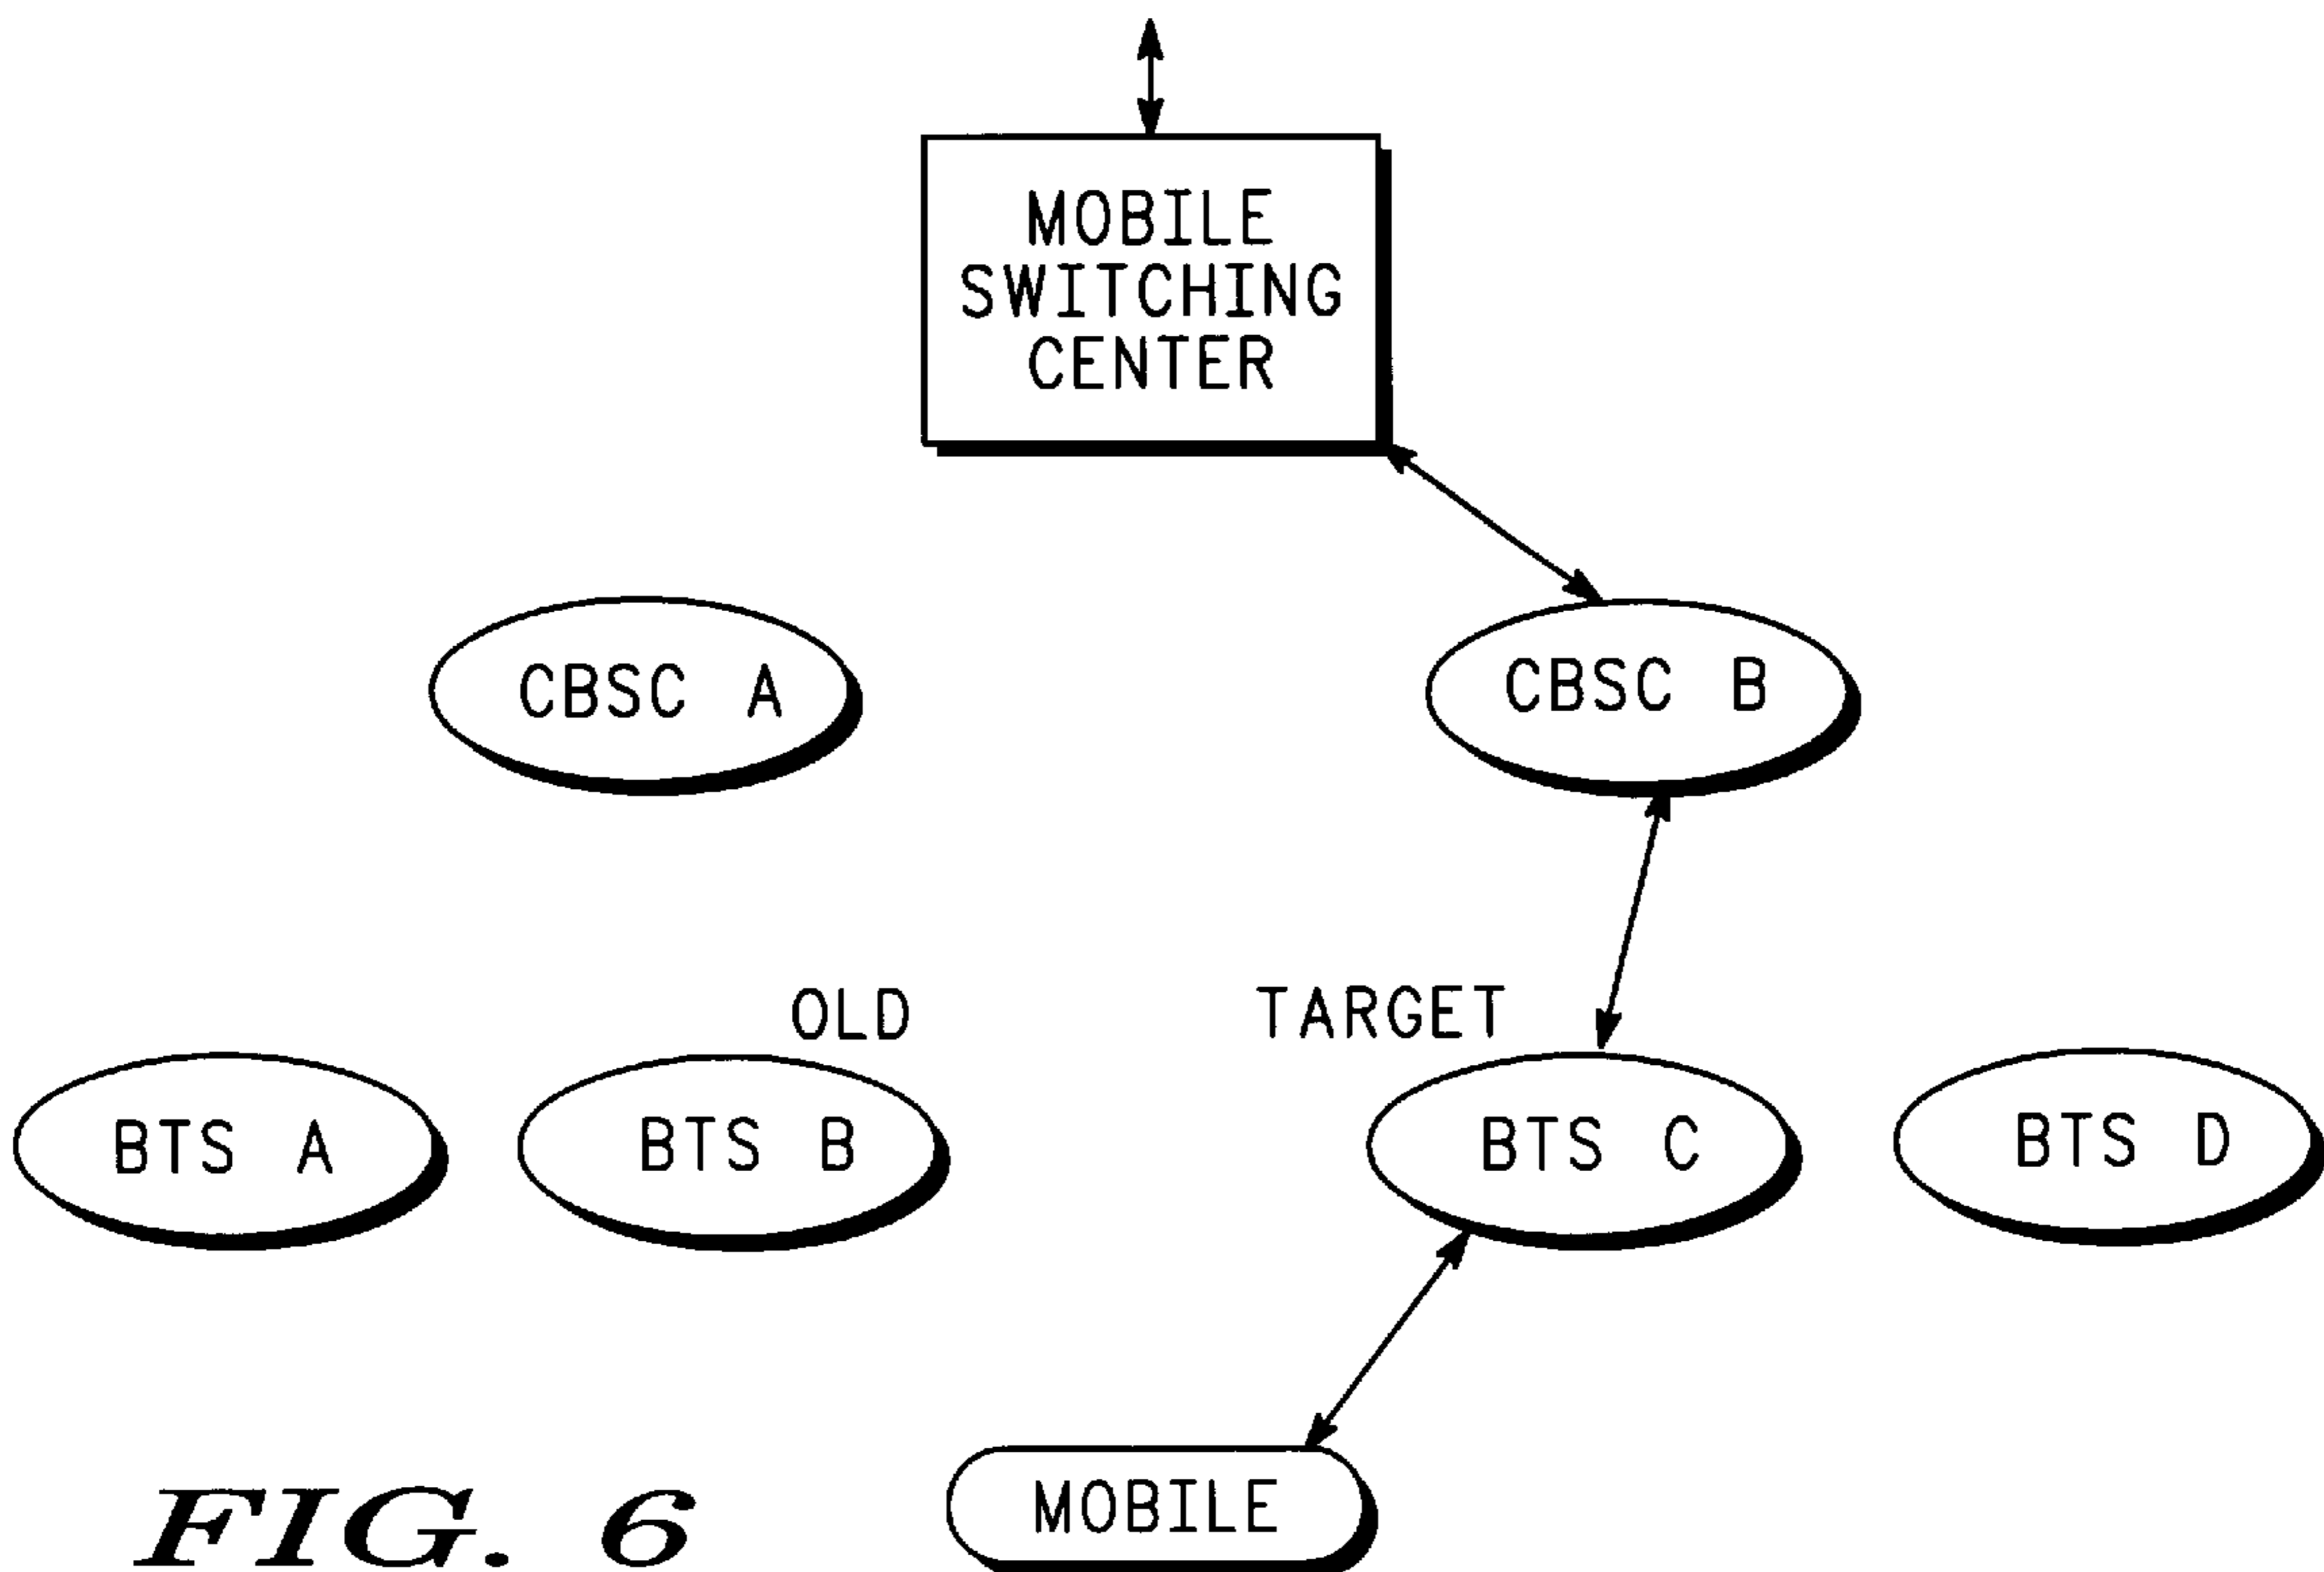 MOBILE
SWITCHING
CENTER
CBSC A
CBSC B
OLD
TARGET
BTS A
BTS B
BTS C
BTS D
MOBILE
FIG. 6